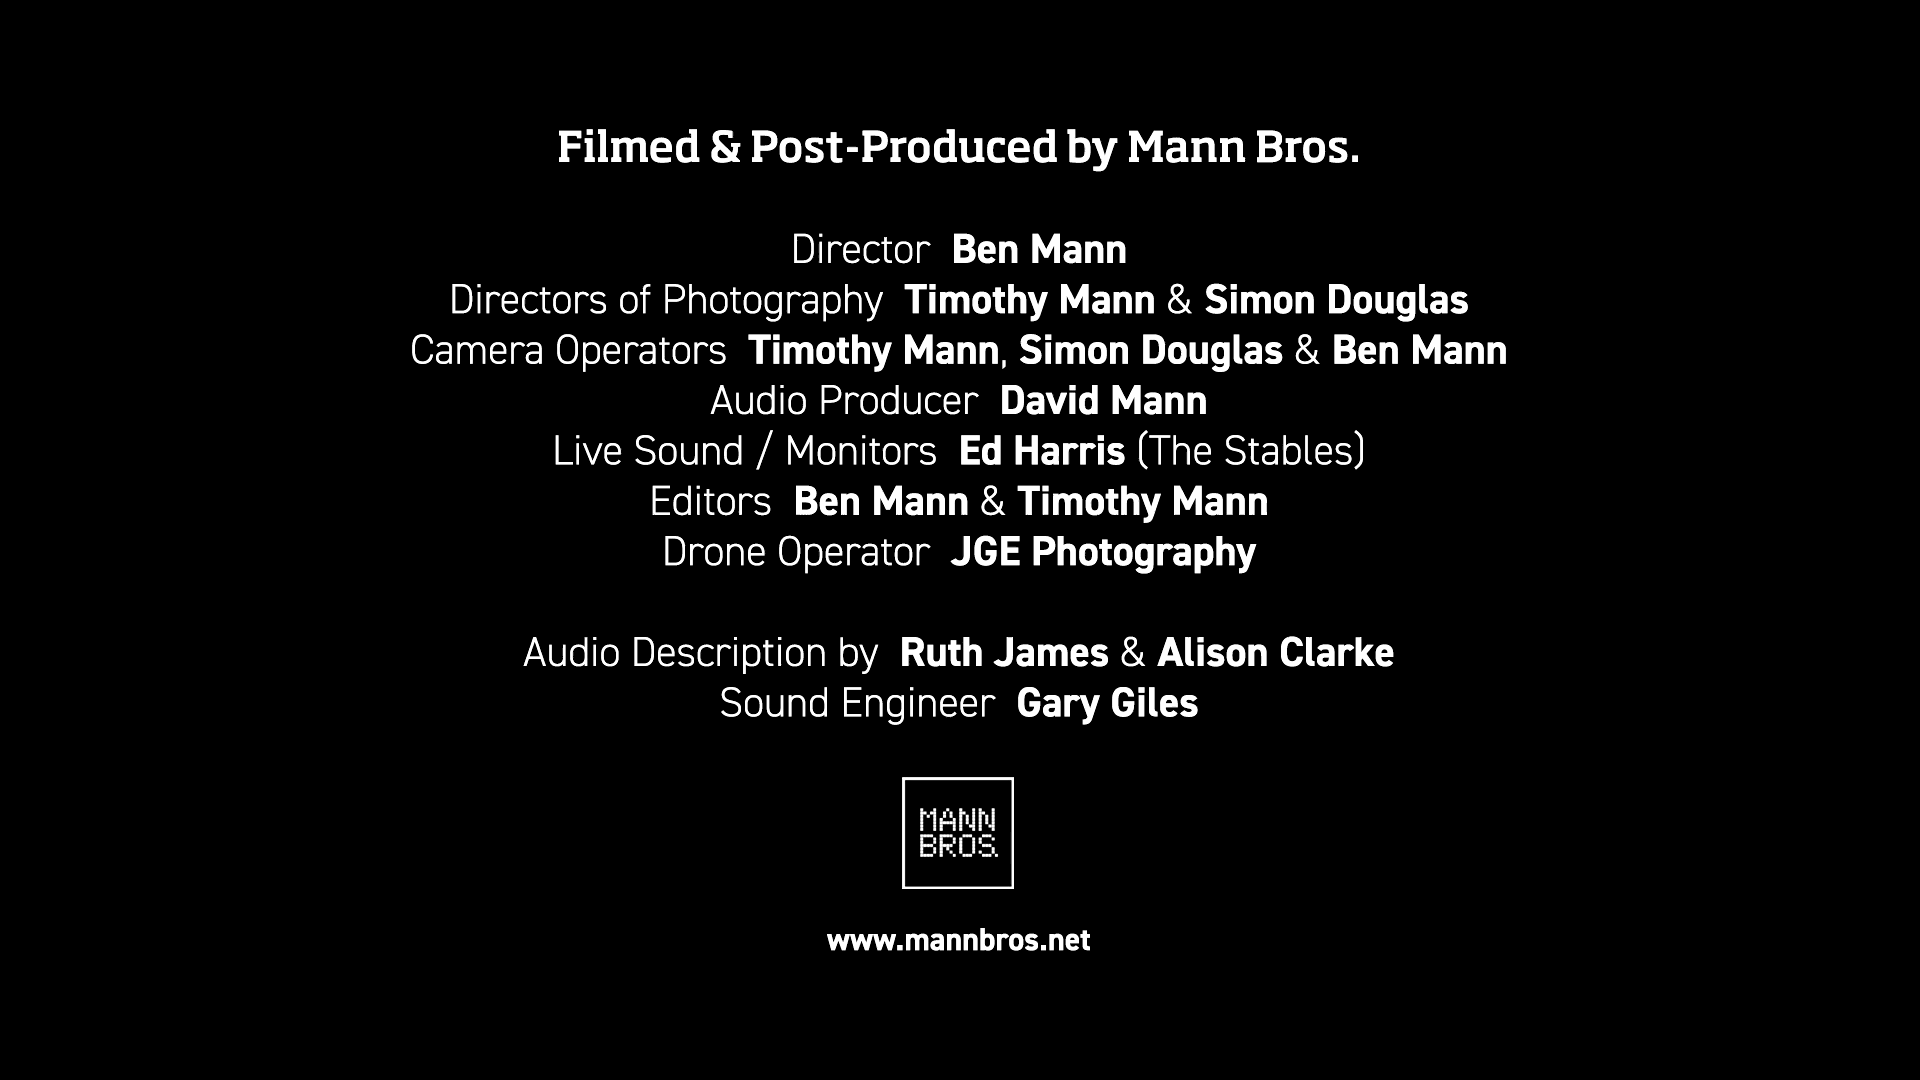 Filmed & Post-Produced by Mann Bros.
Director Ben Mann
Directors of Photography Timothy Mann & Simon Douglas
Camera Operators Timothy Mann, Simon Douglas & Ben Mann
Audio Producer David Mann
Live Sound / Monitors Ed Harris (The Stables)
Editors Ben Mann & Timothy Mann
Drone Operator JGE Photography
Audio Description by Ruth James & Alison Clarke
Sound Engineer Gary Giles
MANN
BROS.
www.mannbros.net